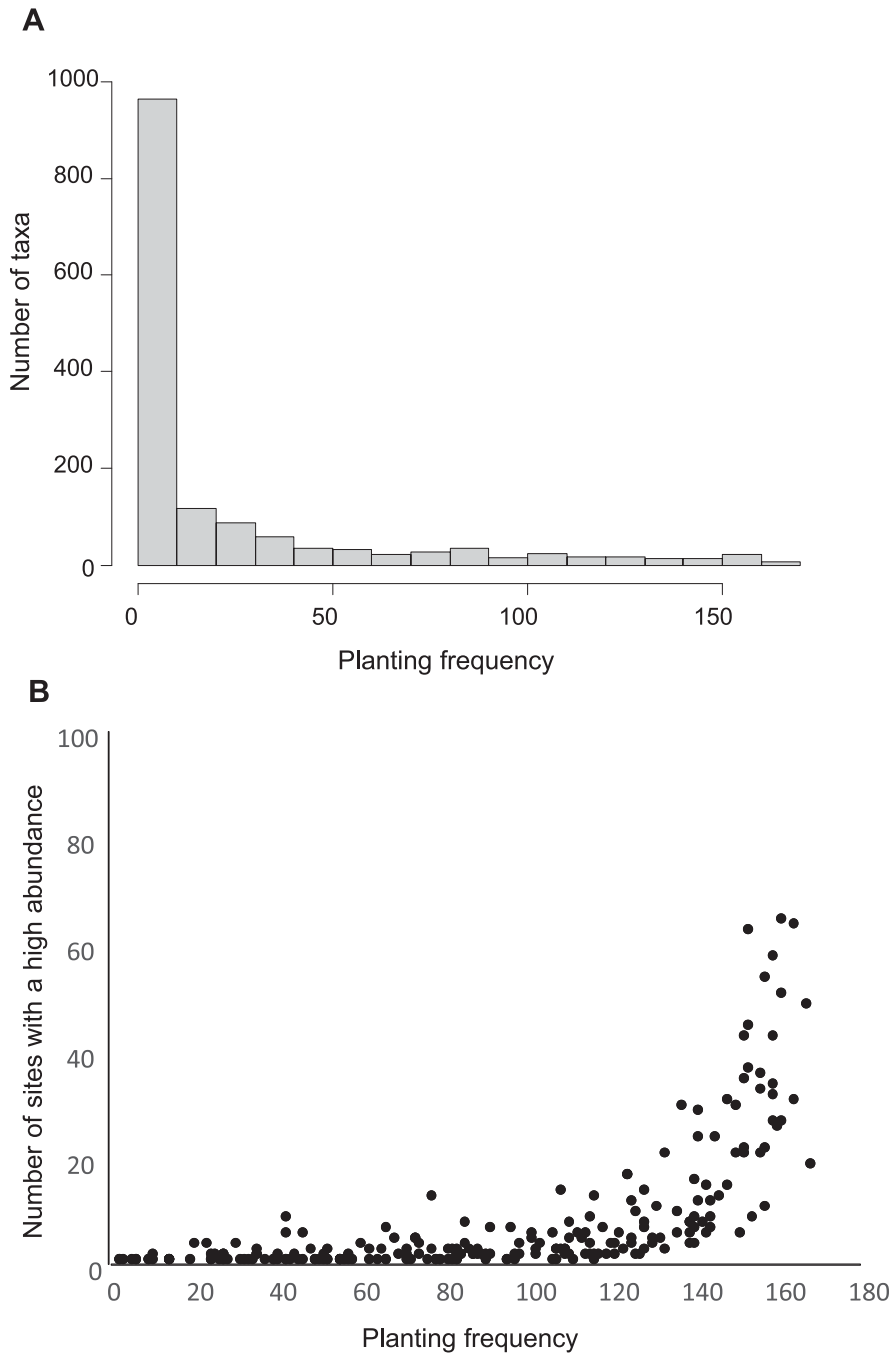 A
1000
800
600
400
200
0
Number of taxa
0 50 100 150
Planting frequency
B
100
80
60
40
20
0
Number of sites with a high abundance
0 20 40 60 80 100 120 140 160 180
Planting frequency